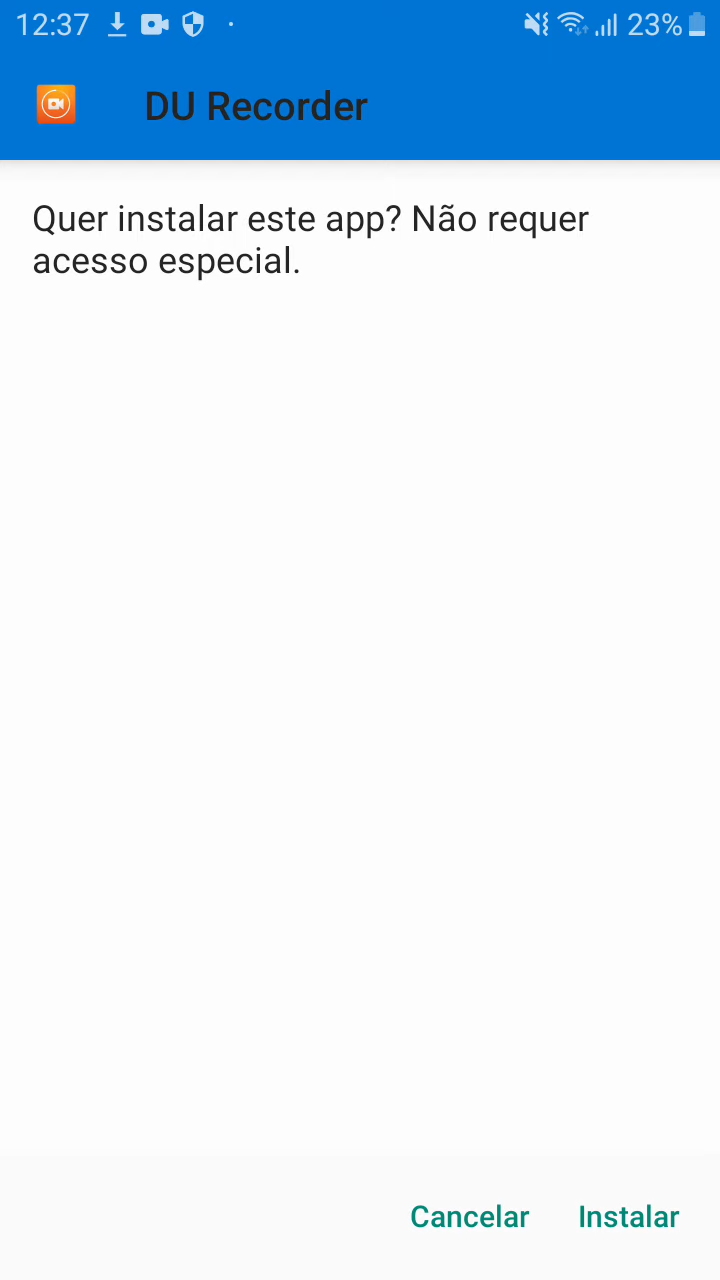 12:37 23%
DU Recorder
Quer instalar este app? Não requer
acesso especial.
Cancelar Instalar